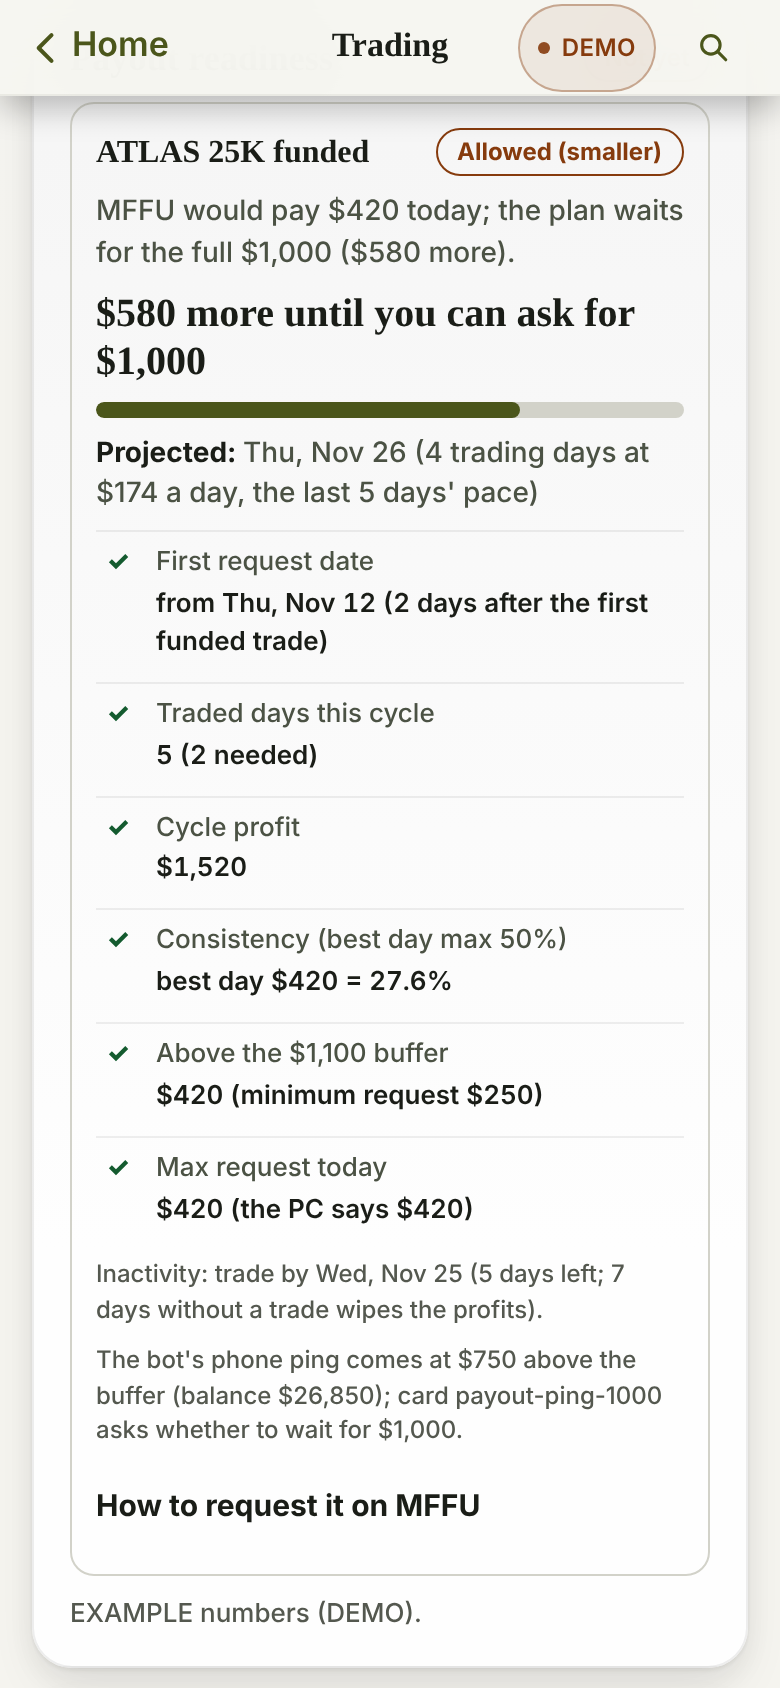 Home
Trading
DEMO
Payout readiness
ATLAS 25K funded
Allowed (smaller)
MFFU would pay $420 today; the plan waits
for the full $1,000 ($580 more).
$580 more until you can ask for
$1,000
Projected: Thu, Nov 26 (4 trading days at
$174 a day, the last 5 days' pace)
First request date
from Thu, Nov 12 (2 days after the first
funded trade)
Traded days this cycle
5 (2 needed)
Cycle profit
$1,520
Consistency (best day max 50%)
best day $420 = 27.6%
Above the $1,100 buffer
$420 (minimum request $250)
Max request today
$420 (the PC says $420)
Inactivity: trade by Wed, Nov 25 (5 days left; 7
days without a trade wipes the profits).
The bot's phone ping comes at $750 above the
buffer (balance $26,850); card payout-ping-1000
asks whether to wait for $1,000.
How to request it on MFFU
EXAMPLE numbers (DEMO).